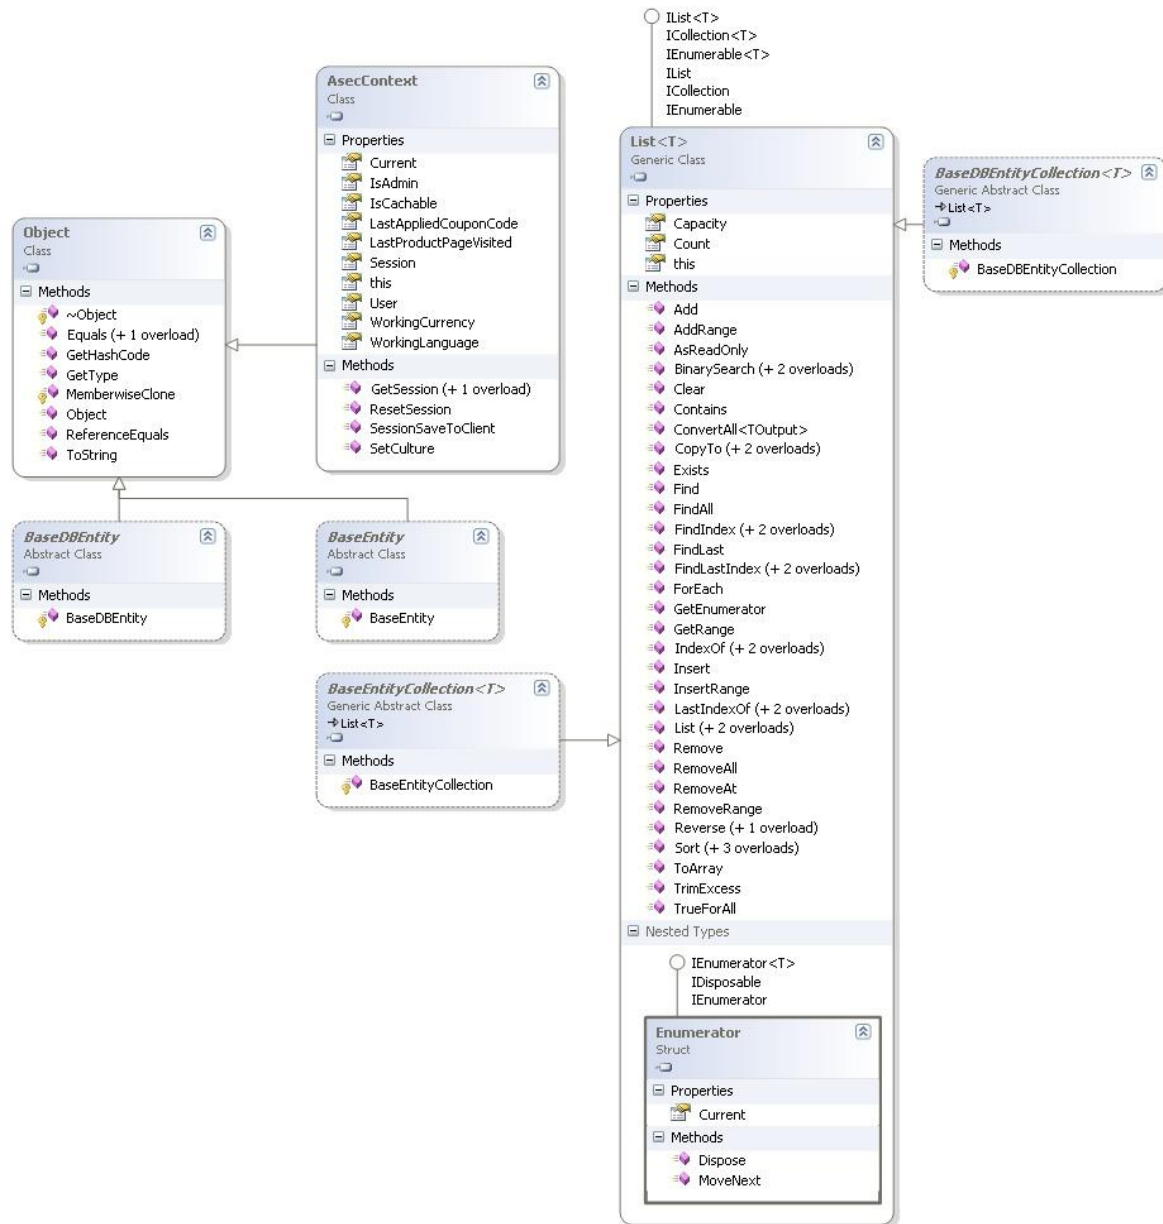 IList<T>
ICollection<T>
IEnumerable<T>
IList
ICollection
IEnumerable
AsecContext
Class
Properties
Current
IsAdmin
IsCachable
LastAppliedCouponCode
LastProductPageVisited
Session
this
User
WorkingCurrency
WorkingLanguage
Methods
GetSession (+ 1 overload)
ResetSession
SessionSaveToClient
SetCulture
List<T>
Generic Class
Properties
Capacity
Count
this
Methods
Add
AddRange
AsReadOnly
BinarySearch (+ 2 overloads)
Clear
Contains
ConvertAll<TOutput>
CopyTo (+ 2 overloads)
Exists
Find
FindAll
FindIndex (+ 2 overloads)
FindLast
FindLastIndex (+ 2 overloads)
ForEach
GetEnumerator
GetRange
IndexOf (+ 2 overloads)
Insert
InsertRange
LastIndexOf (+ 2 overloads)
List (+ 2 overloads)
Remove
RemoveAll
RemoveAt
RemoveRange
Reverse (+ 1 overload)
Sort (+ 3 overloads)
ToArray
TrimExcess
TrueForAll
Nested Types
IEnumerator<T>
IDisposable
IEnumerator
Enumerator
Struct
Properties
Current
Methods
Dispose
MoveNext
BaseDBEntityCollection<T>
Generic Abstract Class
List<T>
Methods
BaseDBEntityCollection
Object
Class
Methods
~Object
Equals (+ 1 overload)
GetHashCode
GetType
MemberwiseClone
Object
ReferenceEquals
ToString
BaseDBEntity
Abstract Class
Methods
BaseDBEntity
BaseEntity
Abstract Class
Methods
BaseEntity
BaseEntityCollection<T>
Generic Abstract Class
List<T>
Methods
BaseEntityCollection